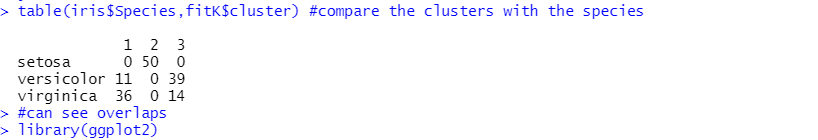 > table(iris$Species,fitK$cluster) #compare the clusters with the species
1 2 3
setosa 0 50 0
versicolor 11 0 39
virginica 36 0 14
> #can see overlaps
> library(ggplot2)